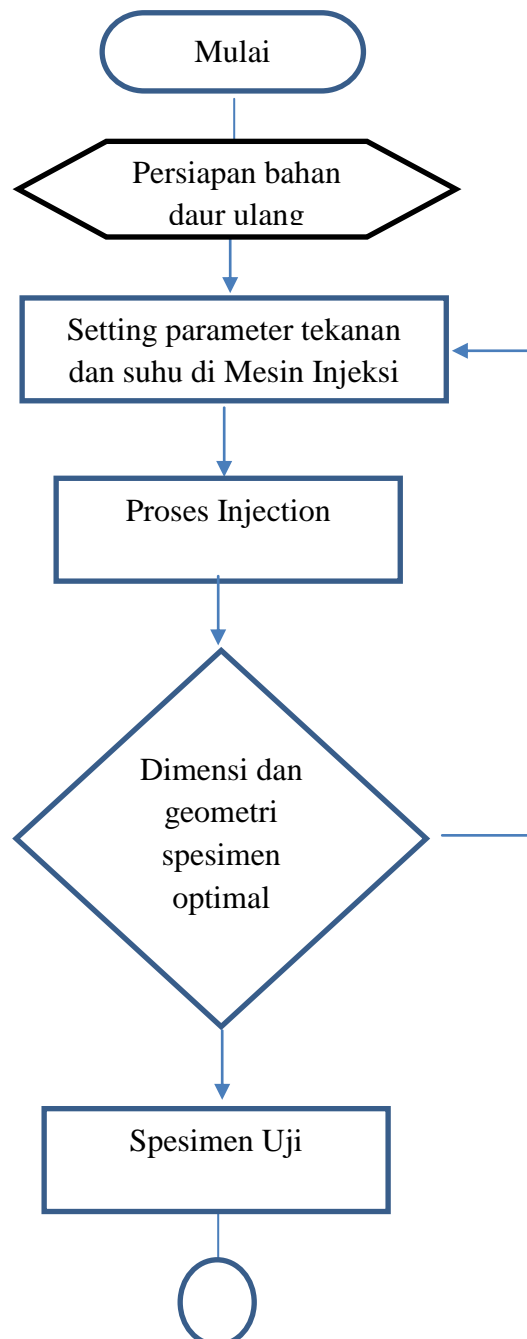 Mulai
Persiapan bahan
daur ulang
Setting parameter tekanan
dan suhu di Mesin Injeksi
Proses Injection
Dimensi dan
geometri
spesimen
optimal
Spesimen Uji